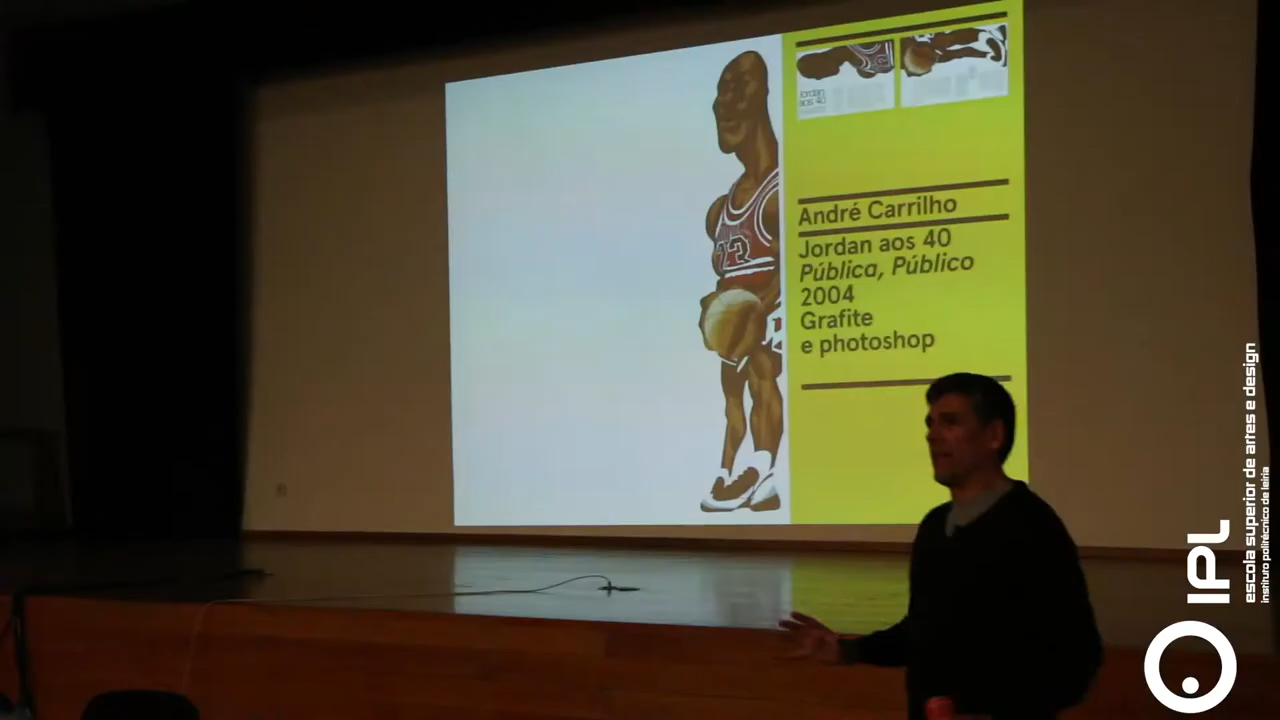 Jordan
aos 40
André Carrilho
Jordan aos 40
Pública, Público
2004
Grafite
e photoshop
23
IPL
escola superior de artes e design
instituto politécnico de leiria